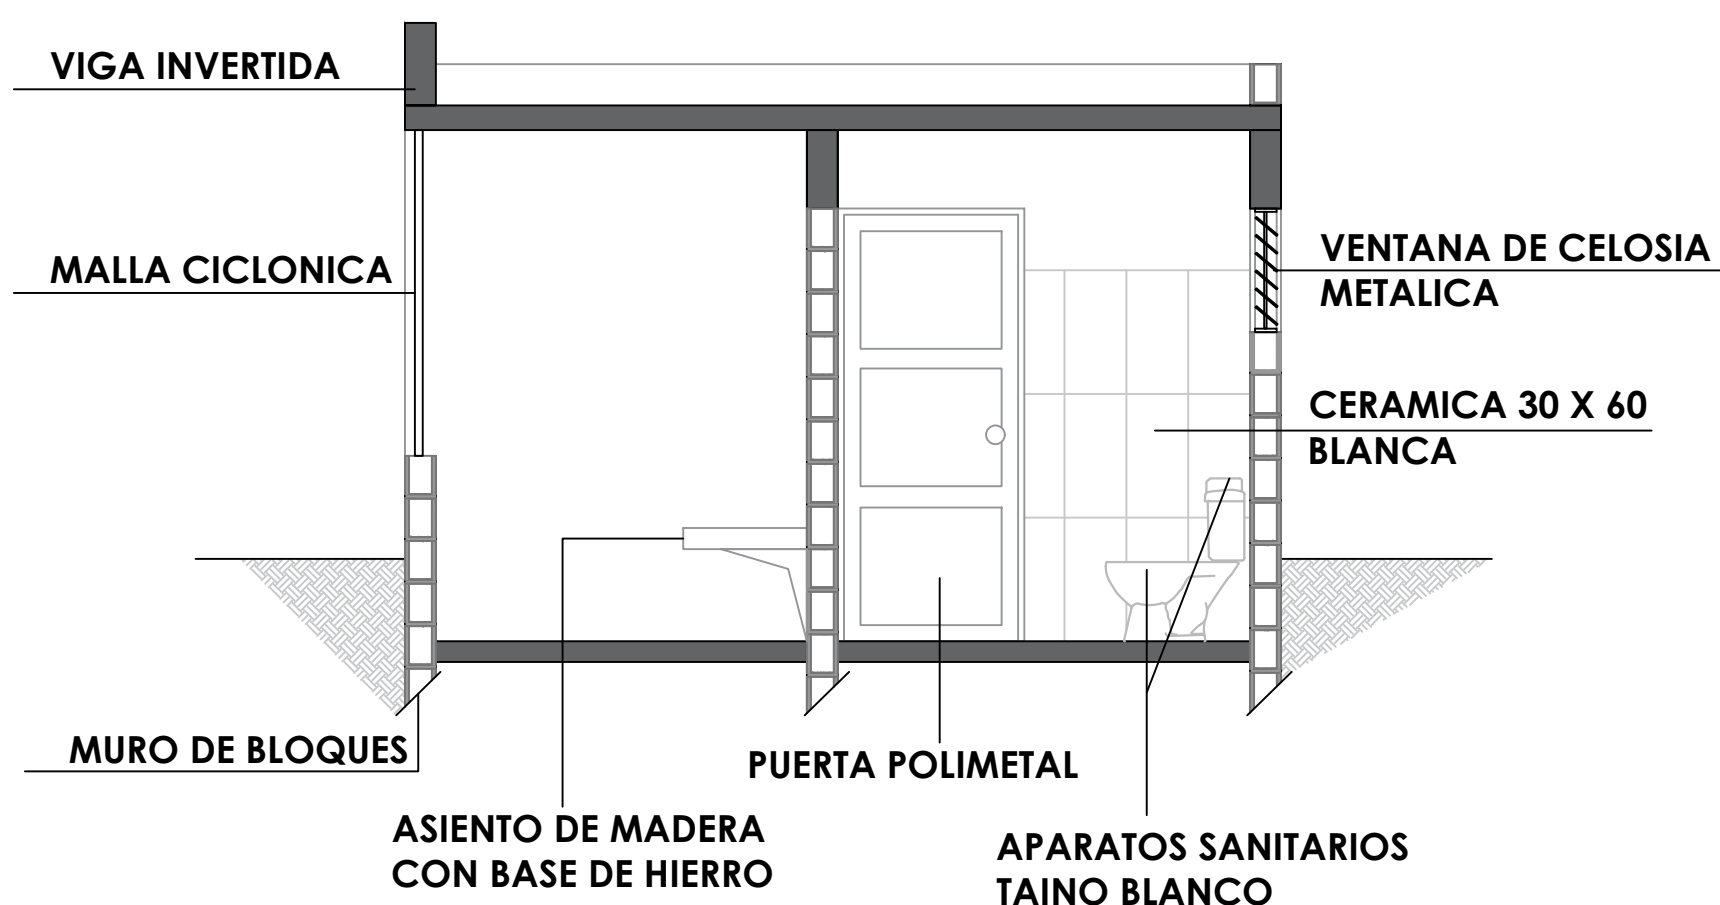 VIGA INVERTIDA
MALLA CICLONICA
VENTANA DE CELOSIA
METALICA
CERAMICA 30 X 60
BLANCA
MURO DE BLOQUES
PUERTA POLIMETAL
ASIENTO DE MADERA
CON BASE DE HIERRO
APARATOS SANITARIOS
TAINO BLANCO